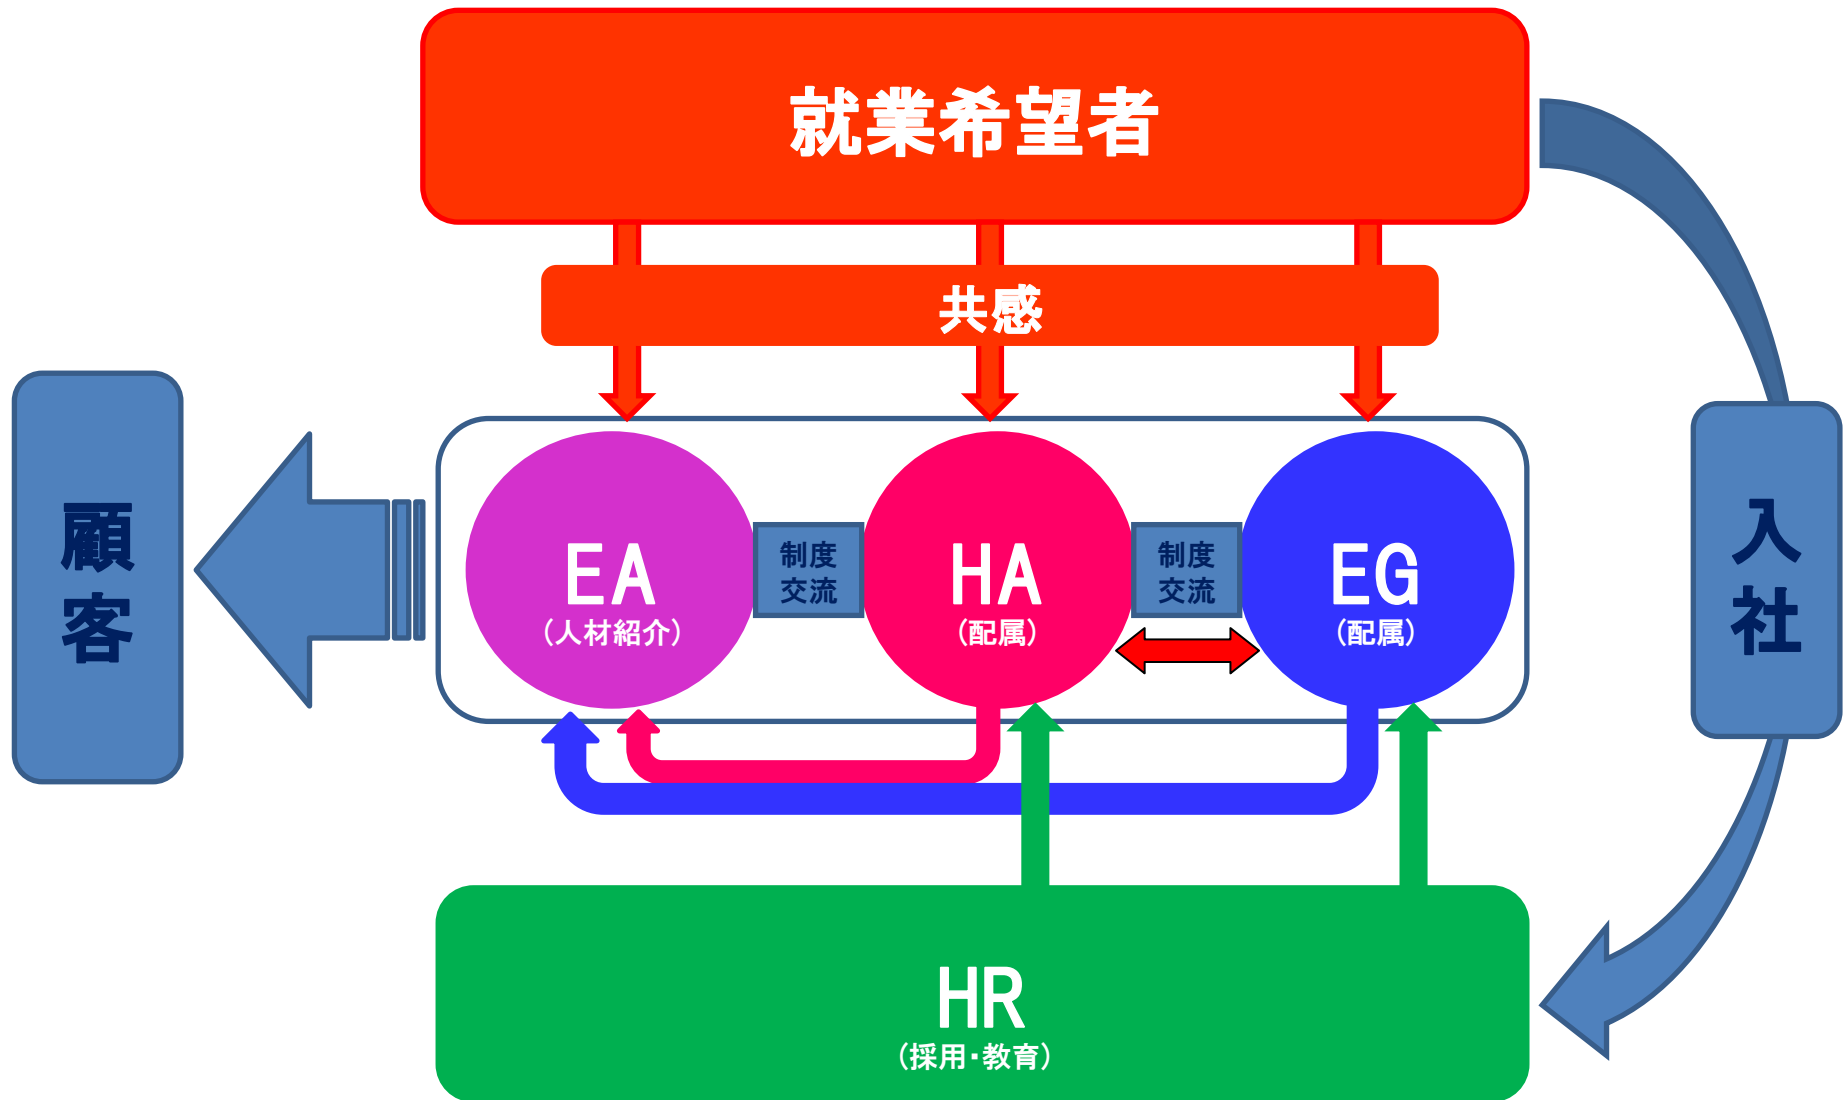 就業希望者
共感
顧客
EA
(人材紹介)
制度
交流
HA
(配属)
制度
交流
EG
(配属)
入社
HR
(採用・教育)